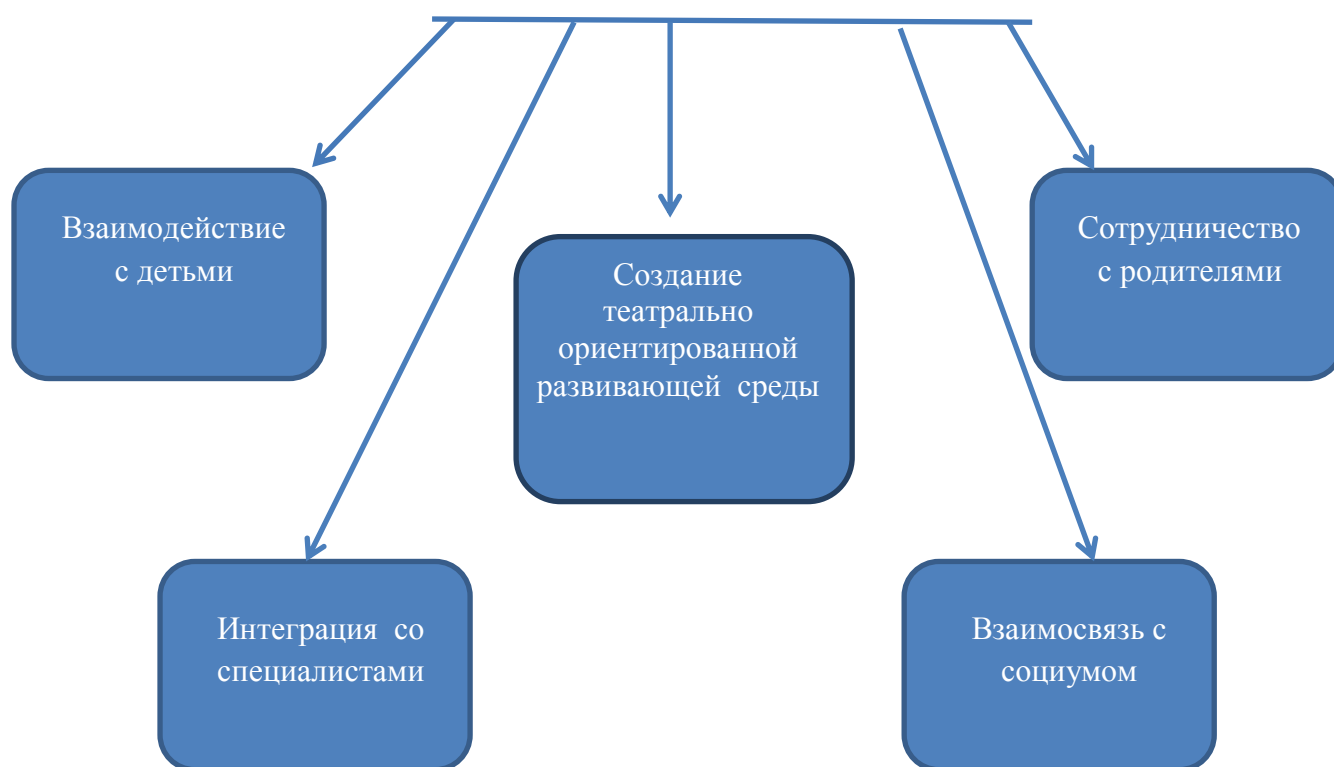 Взаимодействие
с детьми
Создание
театрально
ориентированной
развивающей среды
Сотрудничество
с родителями
Интеграция со
специалистами
Взаимосвязь с
социумом